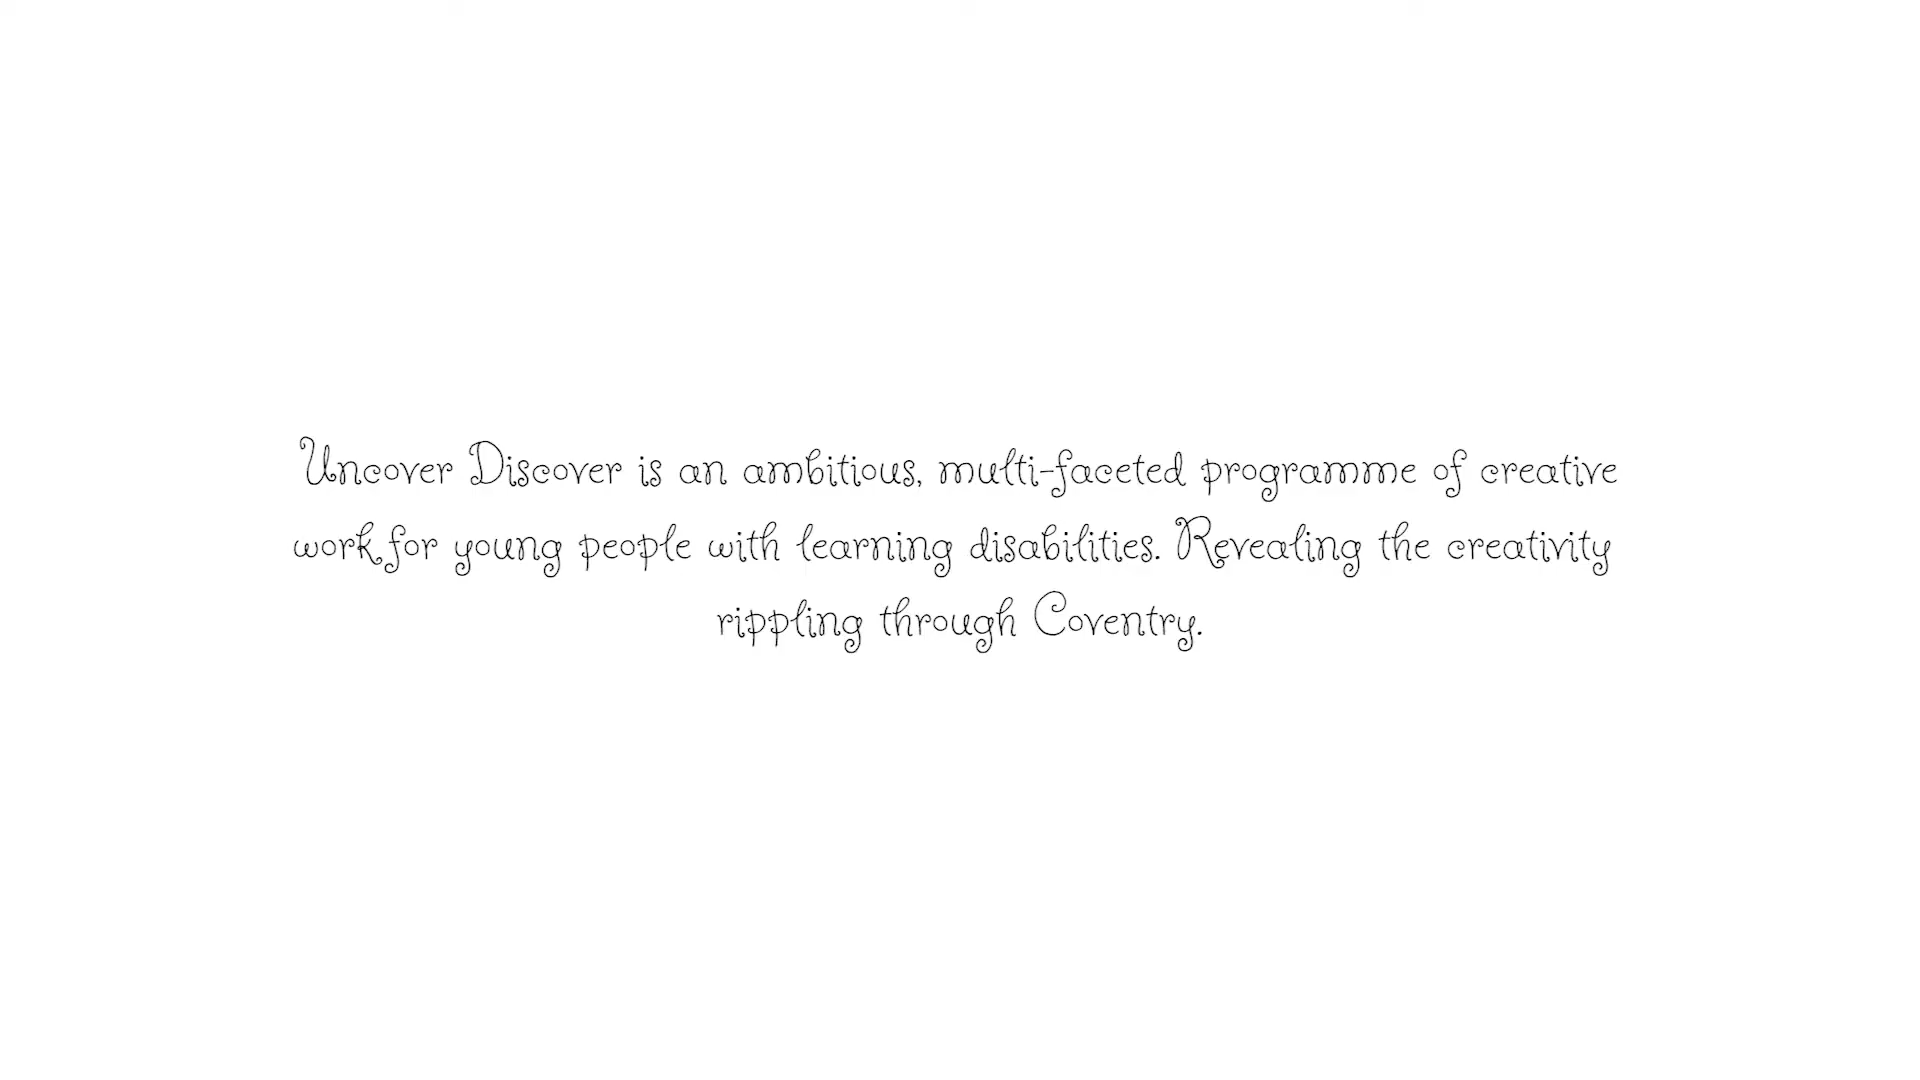 Uncover Discover is an ambitious, multi-faceted programme of creative
work for young people with learning disabilities. Revealing the creativity
rippling through Coventry.